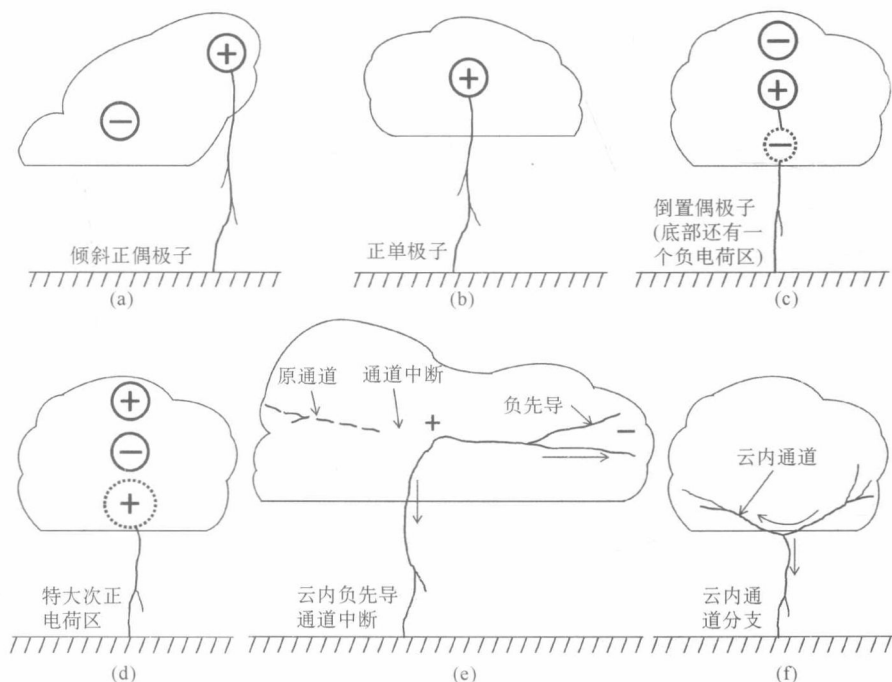 倾斜正偶极子
(a)
正单极子
(b)
倒置偶极子
(底部还有一
个负电荷区)
(c)
特大次正
电荷区
(d)
原通道
通道中断
负先导
云内负先导
通道中断
(e)
云内通道
云内通
道分支
(f)